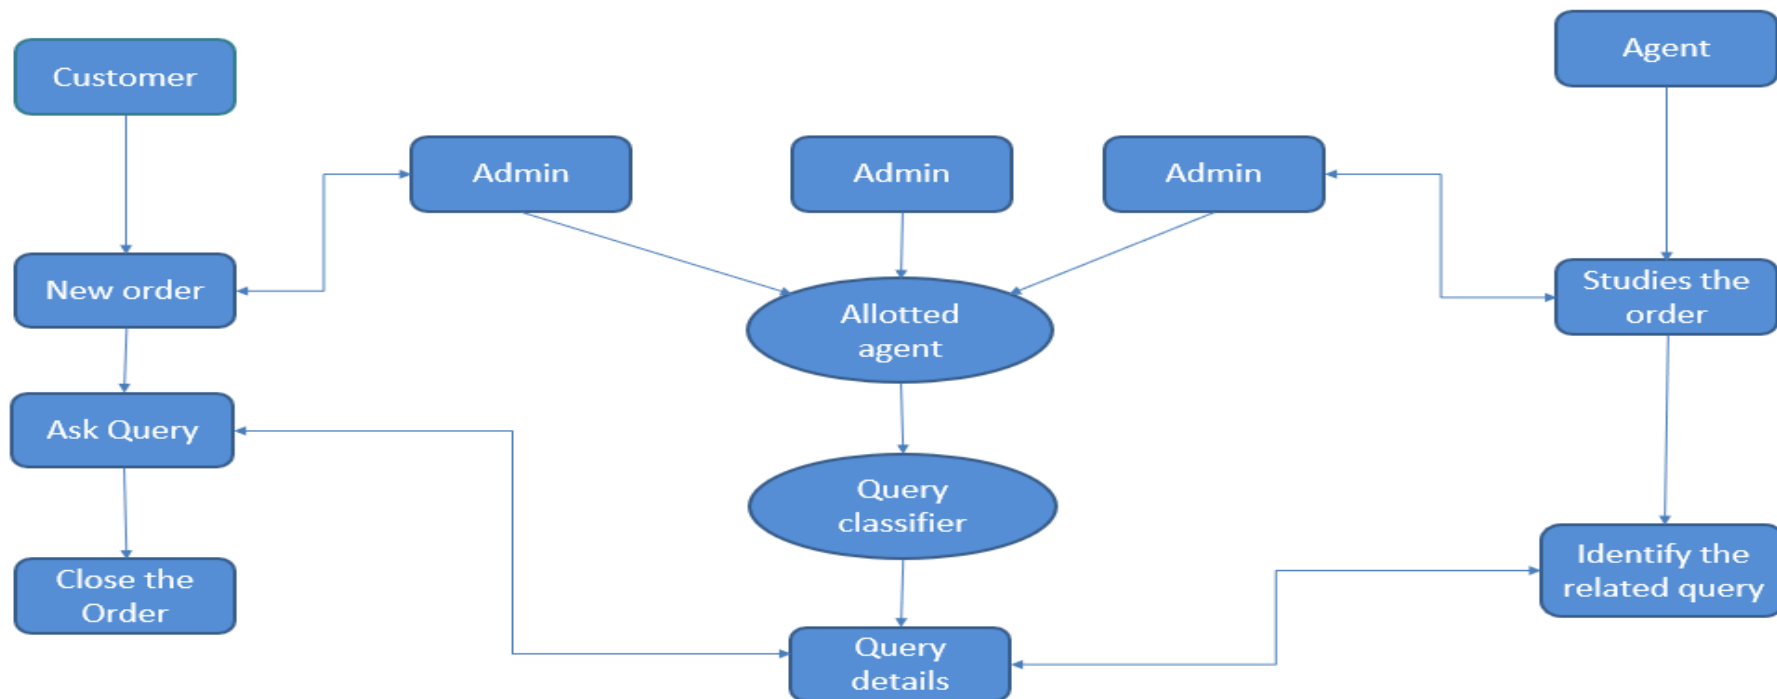 Customer
Agent
Admin
Admin
Admin
New order
Studies the
order
Allotted
agent
Ask Query
Query
classifier
Close the
Order
Identify the
related query
Query
details